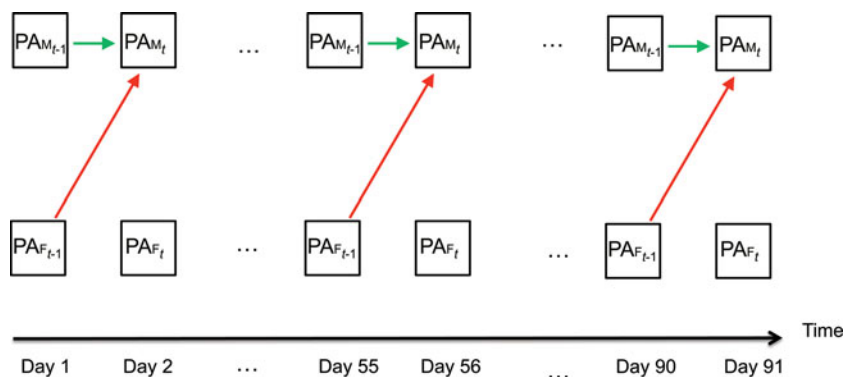 PAMt-1 PAMt ... PAMt-1 PAMt ... PAMt-1 PAMt
PAFt-1 PAFt ... PAFt-1 PAFt ... PAFt-1 PAFt
Time
Day 1 Day 2 ... Day 55 Day 56 ... Day 90 Day 91